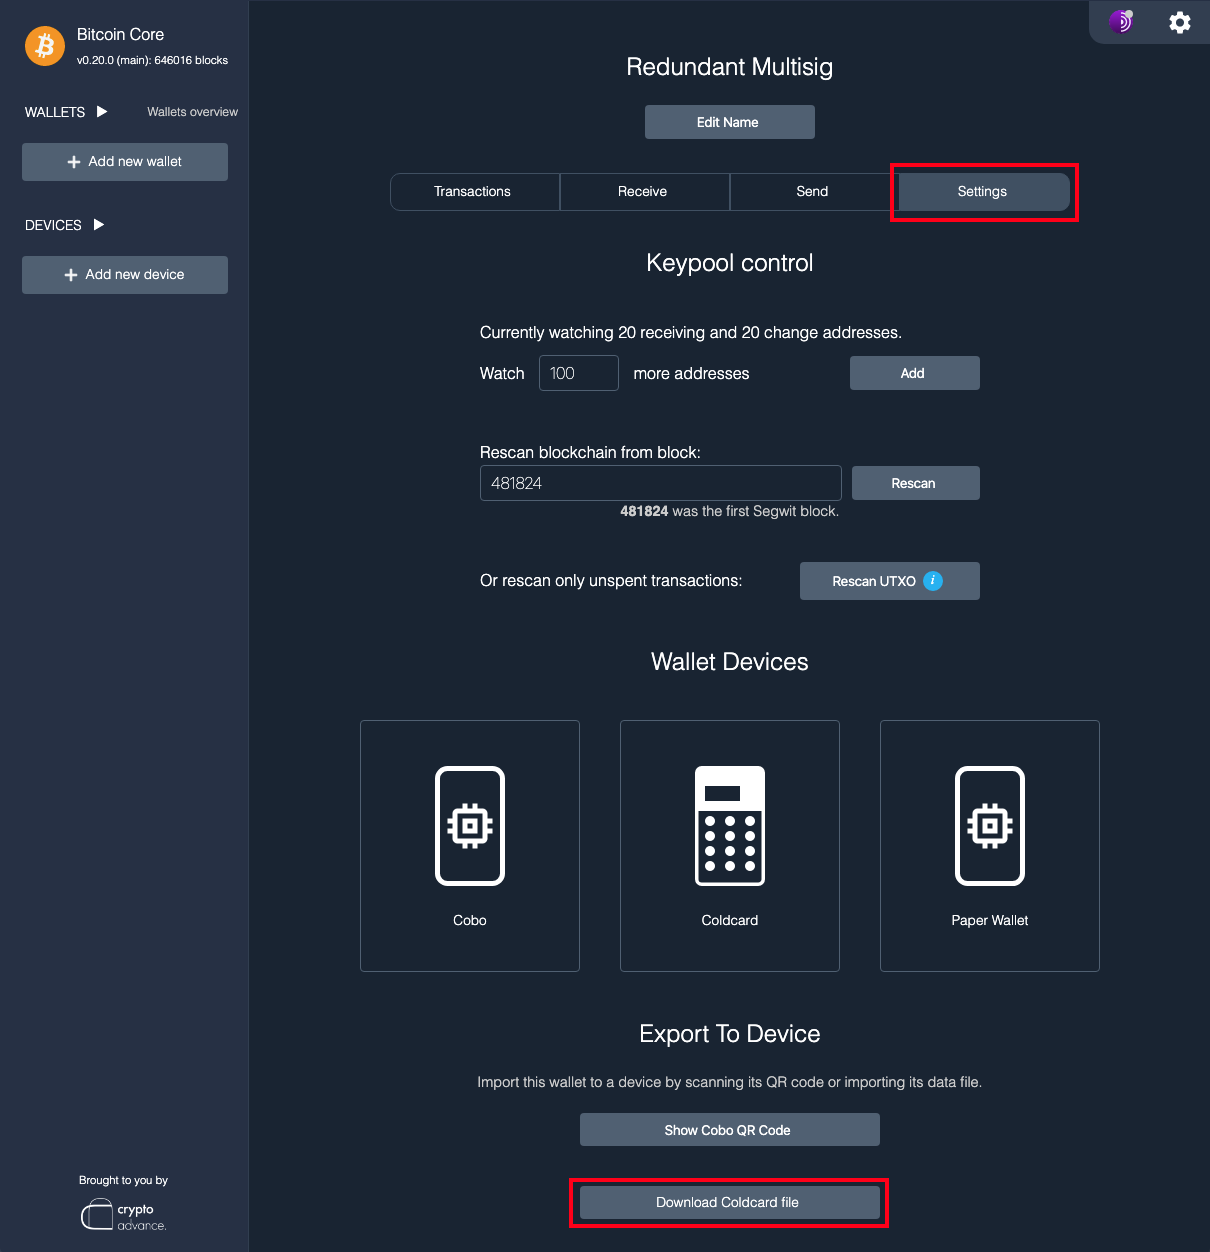 Bitcoin Core
v0.20.0 (main): 646016 blocks
WALLETS
Wallets overview
Add new wallet
DEVICES
Add new device
Brought to you by
crypto
advance.
Redundant Multisig
Edit Name
Transactions
Receive
Send
Settings
Keypool control
Currently watching 20 receiving and 20 change addresses.
Watch 100 more addresses
Add
Rescan blockchain from block:
481824
Rescan
481824 was the first Segwit block.
Or rescan only unspent transactions:
Rescan UTXO i
Wallet Devices
Cobo
Coldcard
Paper Wallet
Export To Device
Import this wallet to a device by scanning its QR code or importing its data file.
Show Cobo QR Code
Download Coldcard file